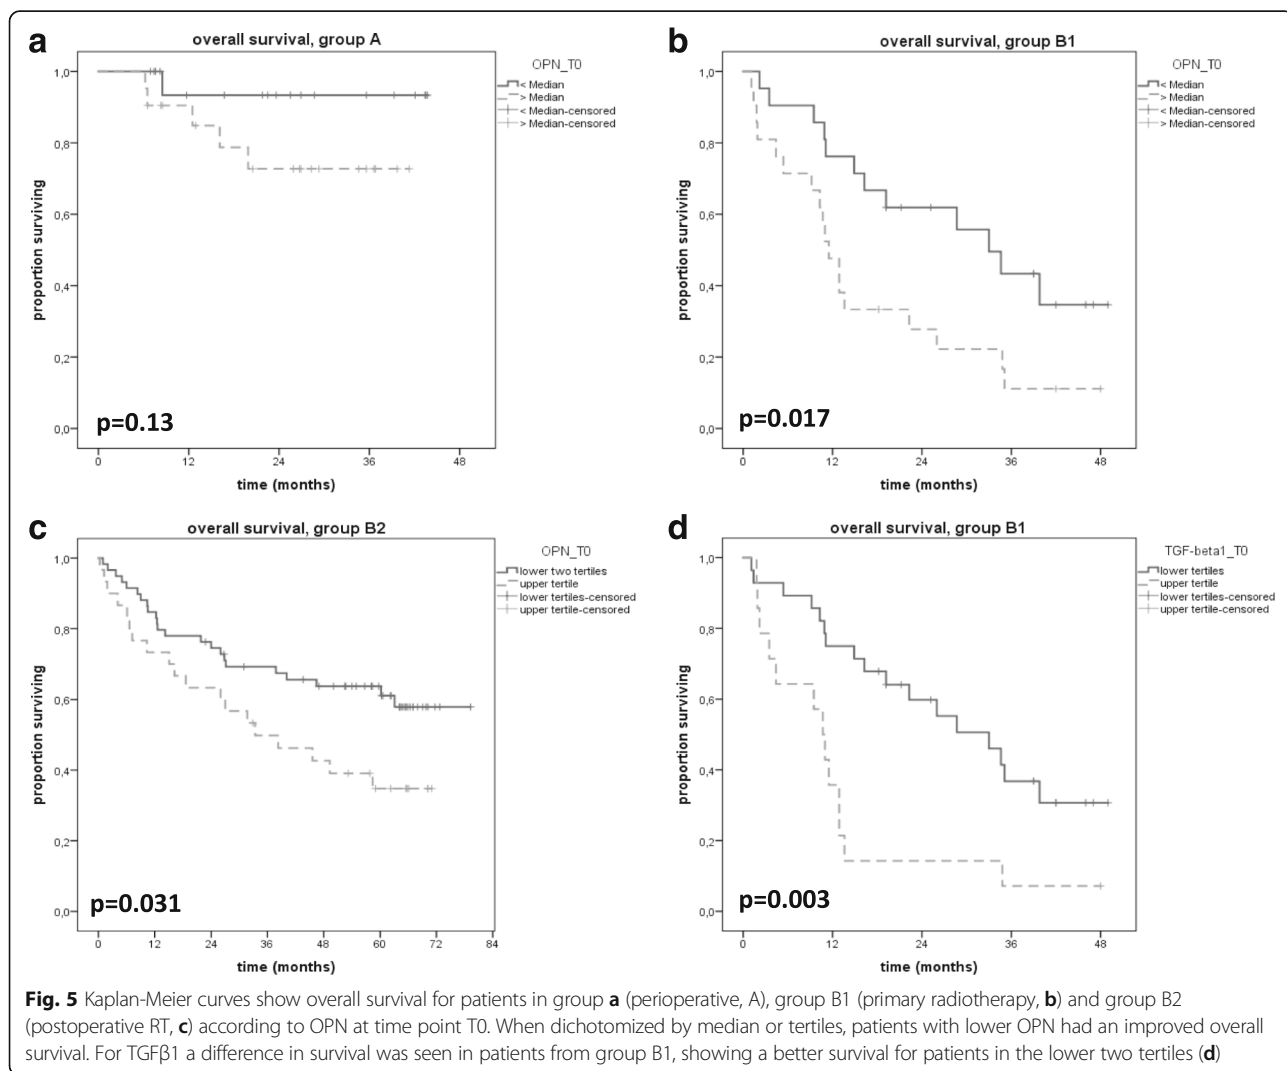 a
overall survival, group A
OPN_T0
< Median
> Median
< Median-censored
> Median-censored
proportion surviving
1,0
0,8
0,6
0,4
0,2
0,0
p=0.13
0 12 24 36 48
time (months)
b
overall survival, group B1
OPN_T0
< Median
> Median
< Median-censored
> Median-censored
proportion surviving
1,0
0,8
0,6
0,4
0,2
0,0
p=0.017
0 12 24 36 48
time (months)
c
overall survival, group B2
OPN_T0
lower two tertiles
upper tertile
lower tertiles-censored
upper tertile-censored
proportion surviving
1,0
0,8
0,6
0,4
0,2
0,0
p=0.031
0 12 24 36 48 60 72 84
time (months)
d
overall survival, group B1
TGF-beta1_T0
lower tertiles
upper tertile
lower tertiles-censored
upper tertile-censored
proportion surviving
1,0
0,8
0,6
0,4
0,2
0,0
p=0.003
0 12 24 36 48
time (months)
Fig. 5 Kaplan-Meier curves show overall survival for patients in group a (perioperative, A), group B1 (primary radiotherapy, b) and group B2
(postoperative RT, c) according to OPN at time point T0. When dichotomized by median or tertiles, patients with lower OPN had an improved overall
survival. For TGFβ1 a difference in survival was seen in patients from group B1, showing a better survival for patients in the lower two tertiles (d)